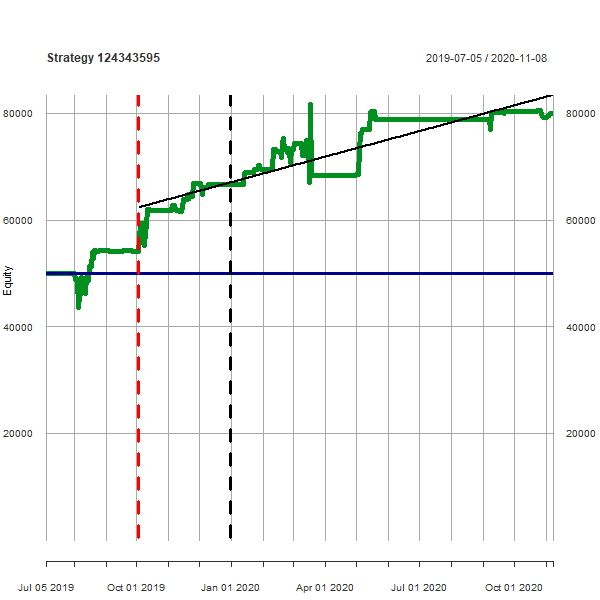 Strategy 124343595
2019-07-05 / 2020-11-08
80000
80000
60000
60000
Equity
40000
40000
20000
20000
Jul 05 2019
Oct 01 2019
Jan 01 2020
Apr 01 2020
Jul 01 2020
Oct 01 2020